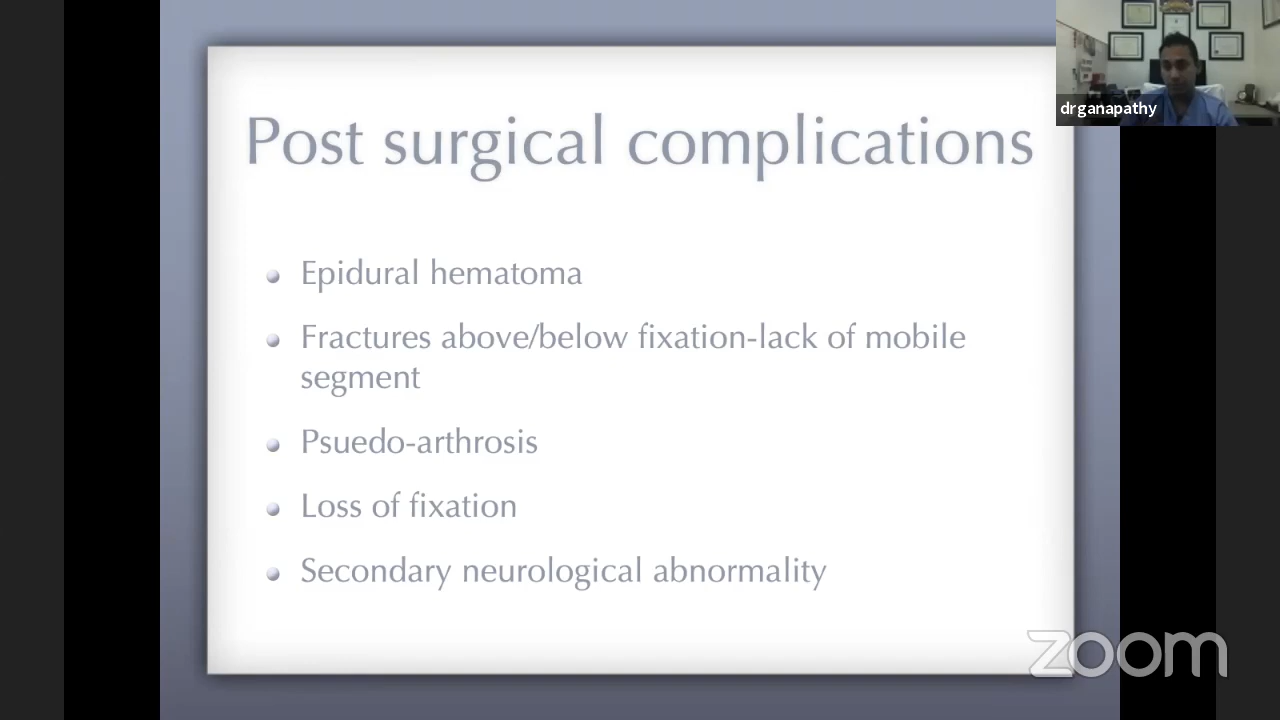 drganapathy
Post surgical complications
Epidural hematoma
Fractures above/below fixation-lack of mobile
segment
Psuedo-arthrosis
Loss of fixation
Secondary neurological abnormality
zoom